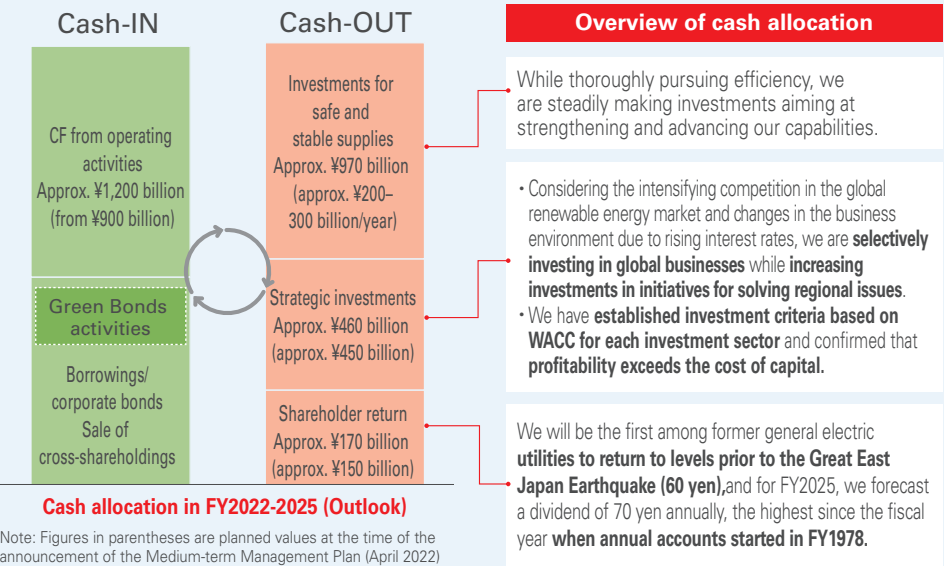 Cash-IN
CF from operating
activities
Approx. ¥1,200 billion
(from ¥900 billion)
Green Bonds
activities
Borrowings/
corporate bonds
Sale of
cross-shareholdings
Cash-OUT
Investments for
safe and
stable supplies
Approx. ¥970 billion
(approx. ¥200–
300 billion/year)
Strategic investments
Approx. ¥460 billion
(approx. ¥450 billion)
Shareholder return
Approx. ¥170 billion
(approx. ¥150 billion)
Cash allocation in FY2022-2025 (Outlook)
Note: Figures in parentheses are planned values at the time of the
announcement of the Medium-term Management Plan (April 2022)
Overview of cash allocation
While thoroughly pursuing efficiency, we
are steadily making investments aiming at
strengthening and advancing our capabilities.
・Considering the intensifying competition in the global
renewable energy market and changes in the business
environment due to rising interest rates, we are selectively
investing in global businesses while increasing
investments in initiatives for solving regional issues.
・We have established investment criteria based on
WACC for each investment sector and confirmed that
profitability exceeds the cost of capital.
We will be the first among former general electric
utilities to return to levels prior to the Great East
Japan Earthquake (60 yen),and for FY2025, we forecast
a dividend of 70 yen annually, the highest since the fiscal
year when annual accounts started in FY1978.